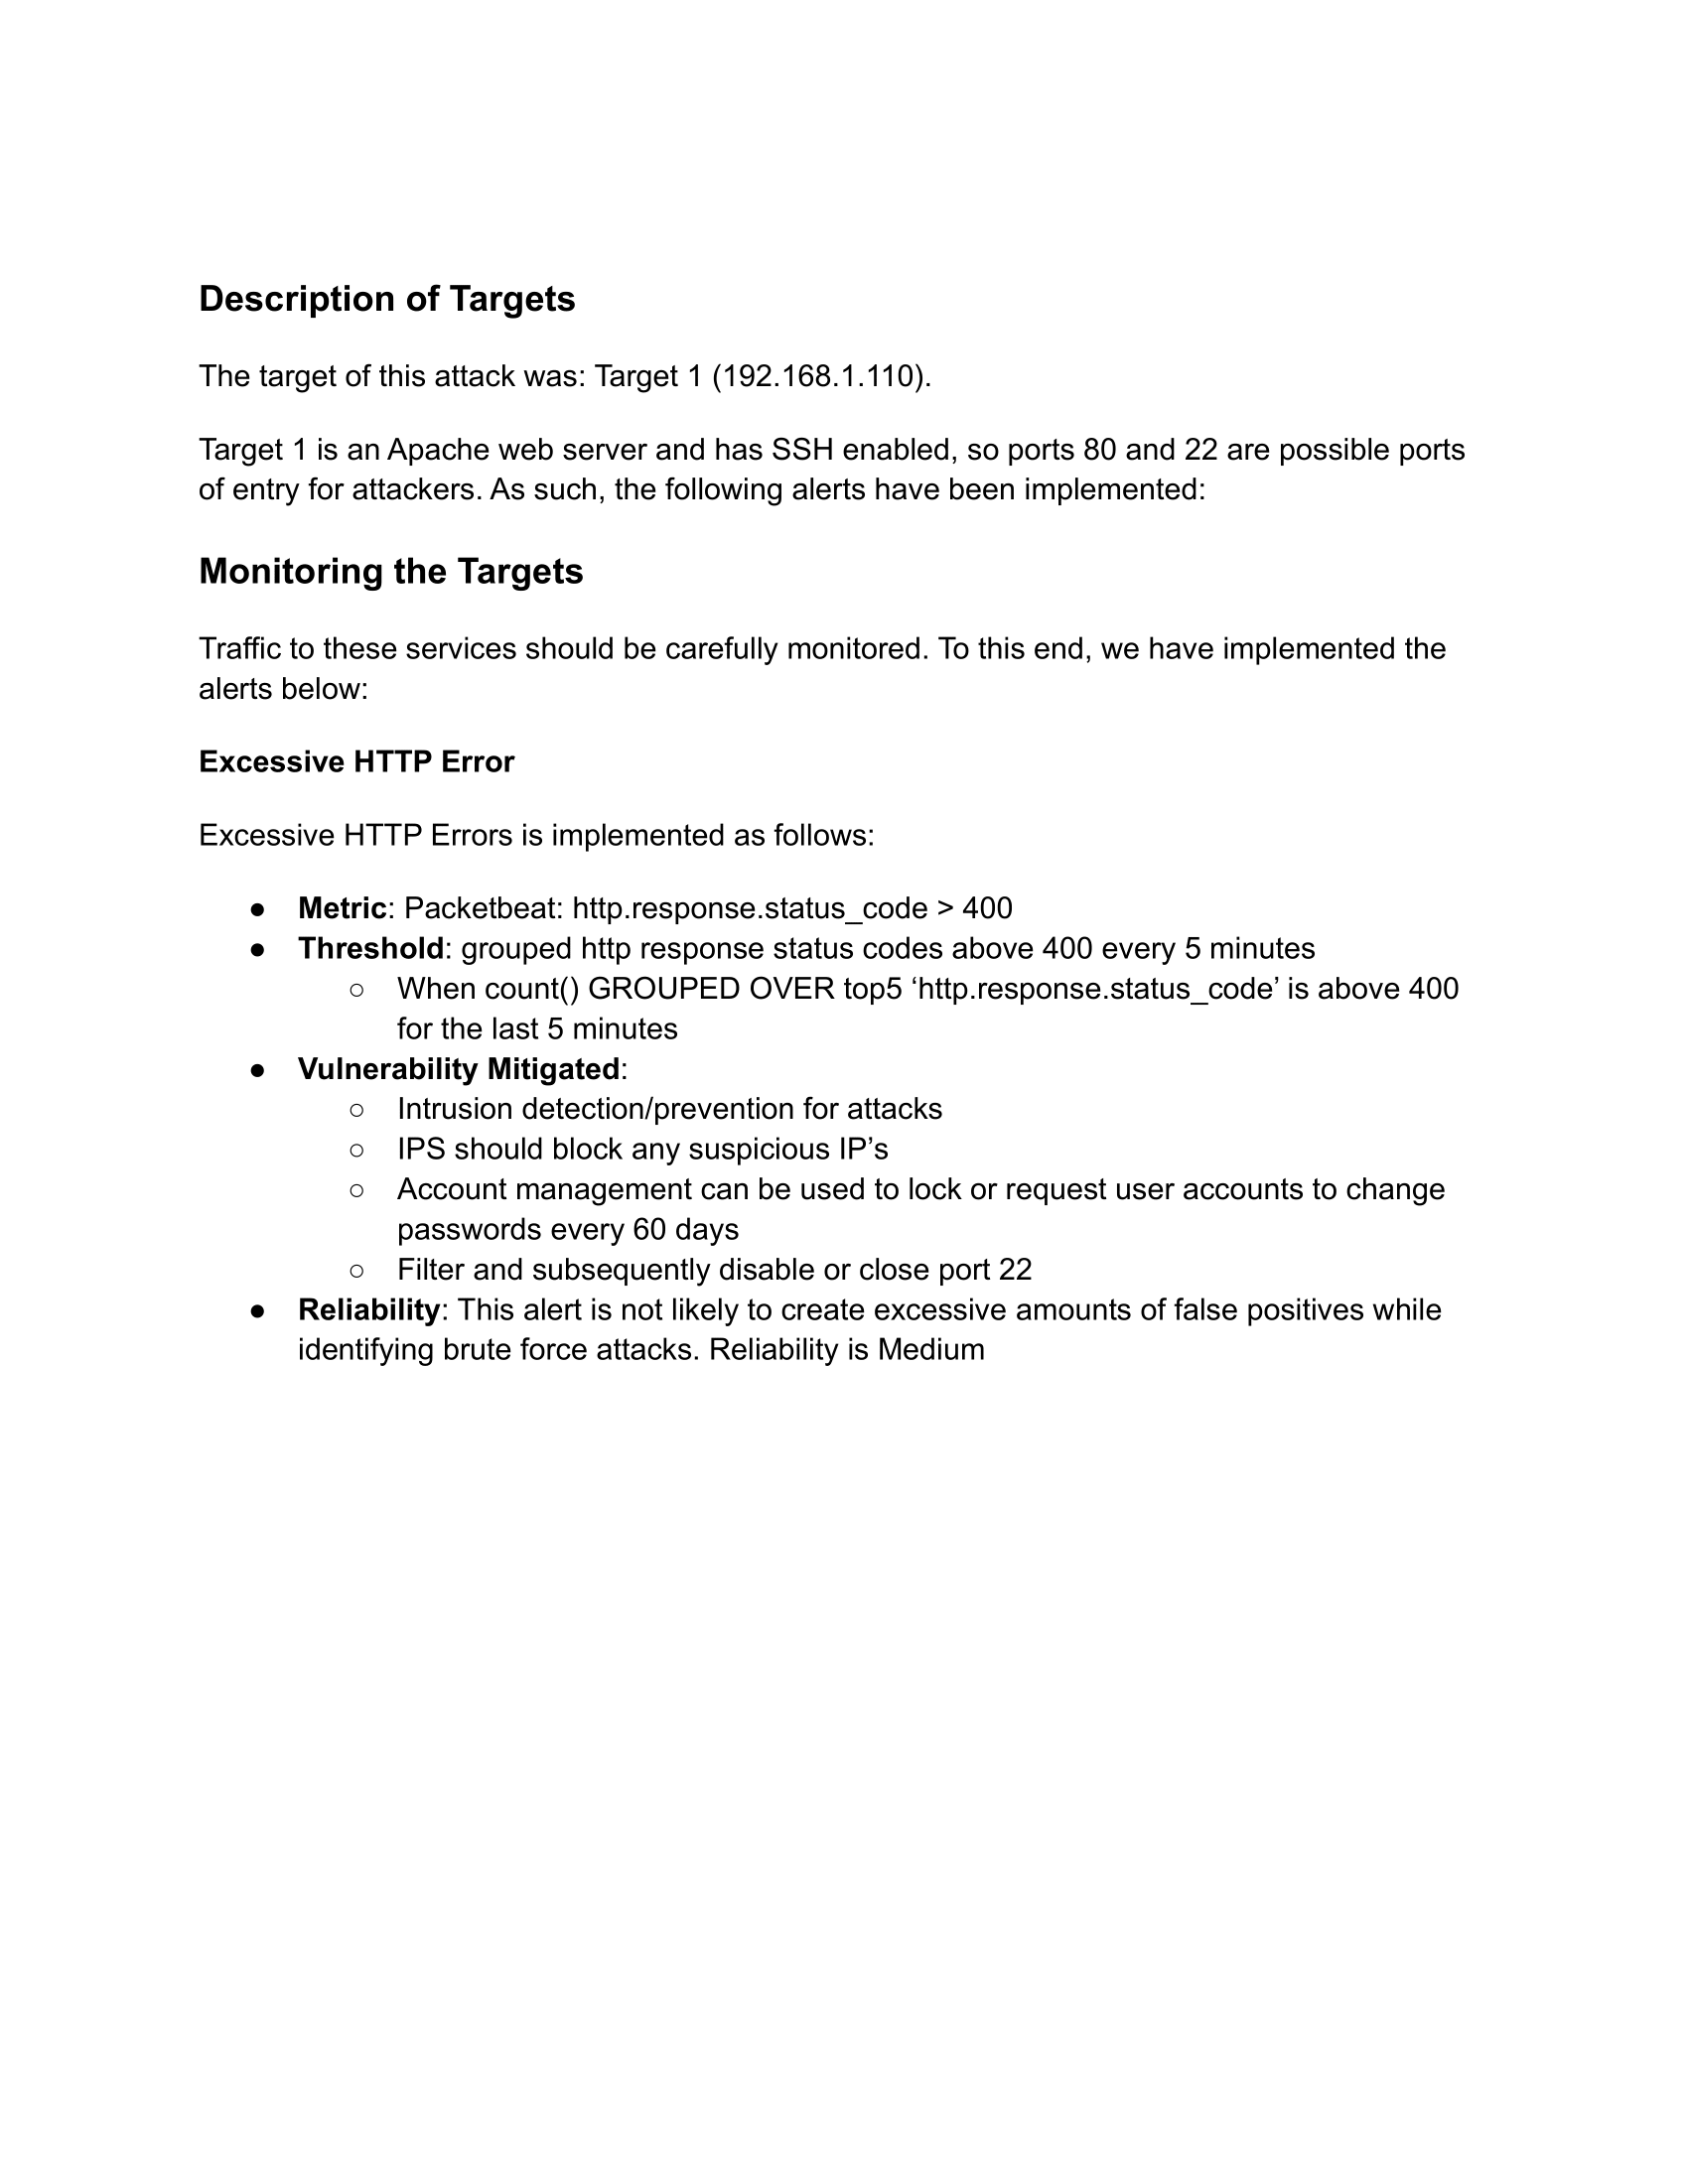 Description of Targets
The target of this attack was: Target 1 (192.168.1.110).
Target 1 is an Apache web server and has SSH enabled, so ports 80 and 22 are possible ports
of entry for attackers. As such, the following alerts have been implemented:
Monitoring the Targets
Traffic to these services should be carefully monitored. To this end, we have implemented the
alerts below:
Excessive HTTP Error
Excessive HTTP Errors is implemented as follows:
● Metric: Packetbeat: http.response.status_code > 400
● Threshold: grouped http response status codes above 400 every 5 minutes
○ When count() GROUPED OVER top5 ‘http.response.status_code’ is above 400
for the last 5 minutes
● Vulnerability Mitigated:
○ Intrusion detection/prevention for attacks
○ IPS should block any suspicious IP’s
○ Account management can be used to lock or request user accounts to change
passwords every 60 days
○ Filter and subsequently disable or close port 22
● Reliability: This alert is not likely to create excessive amounts of false positives while
identifying brute force attacks. Reliability is Medium